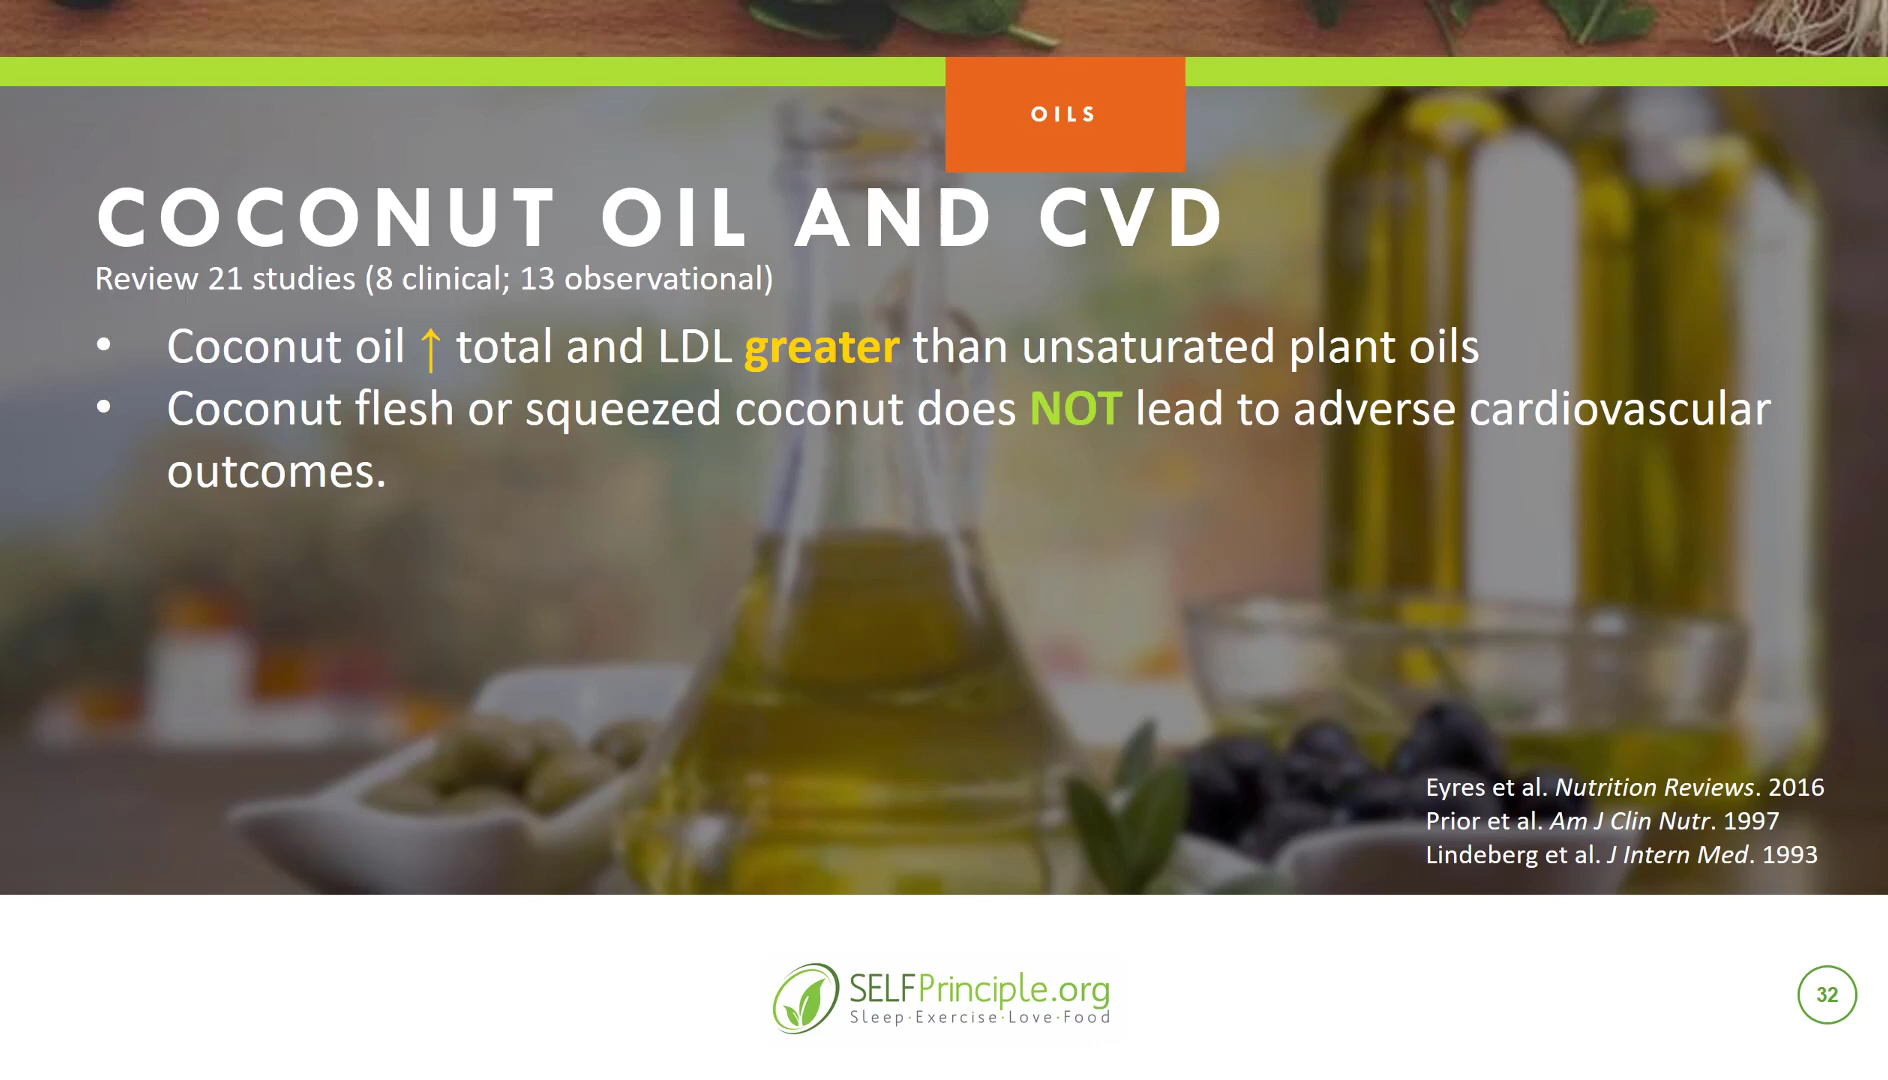 OILS
COCONUT OIL AND CVD
Review 21 studies (8 clinical; 13 observational)
• Coconut oil ↑ total and LDL greater than unsaturated plant oils
• Coconut flesh or squeezed coconut does NOT lead to adverse cardiovascular
outcomes.
Eyres et al. Nutrition Reviews. 2016
Prior et al. Am J Clin Nutr. 1997
Lindeberg et al. J Intern Med. 1993
SELFPrinciple.org
Sleep·Exercise·Love·Food
32